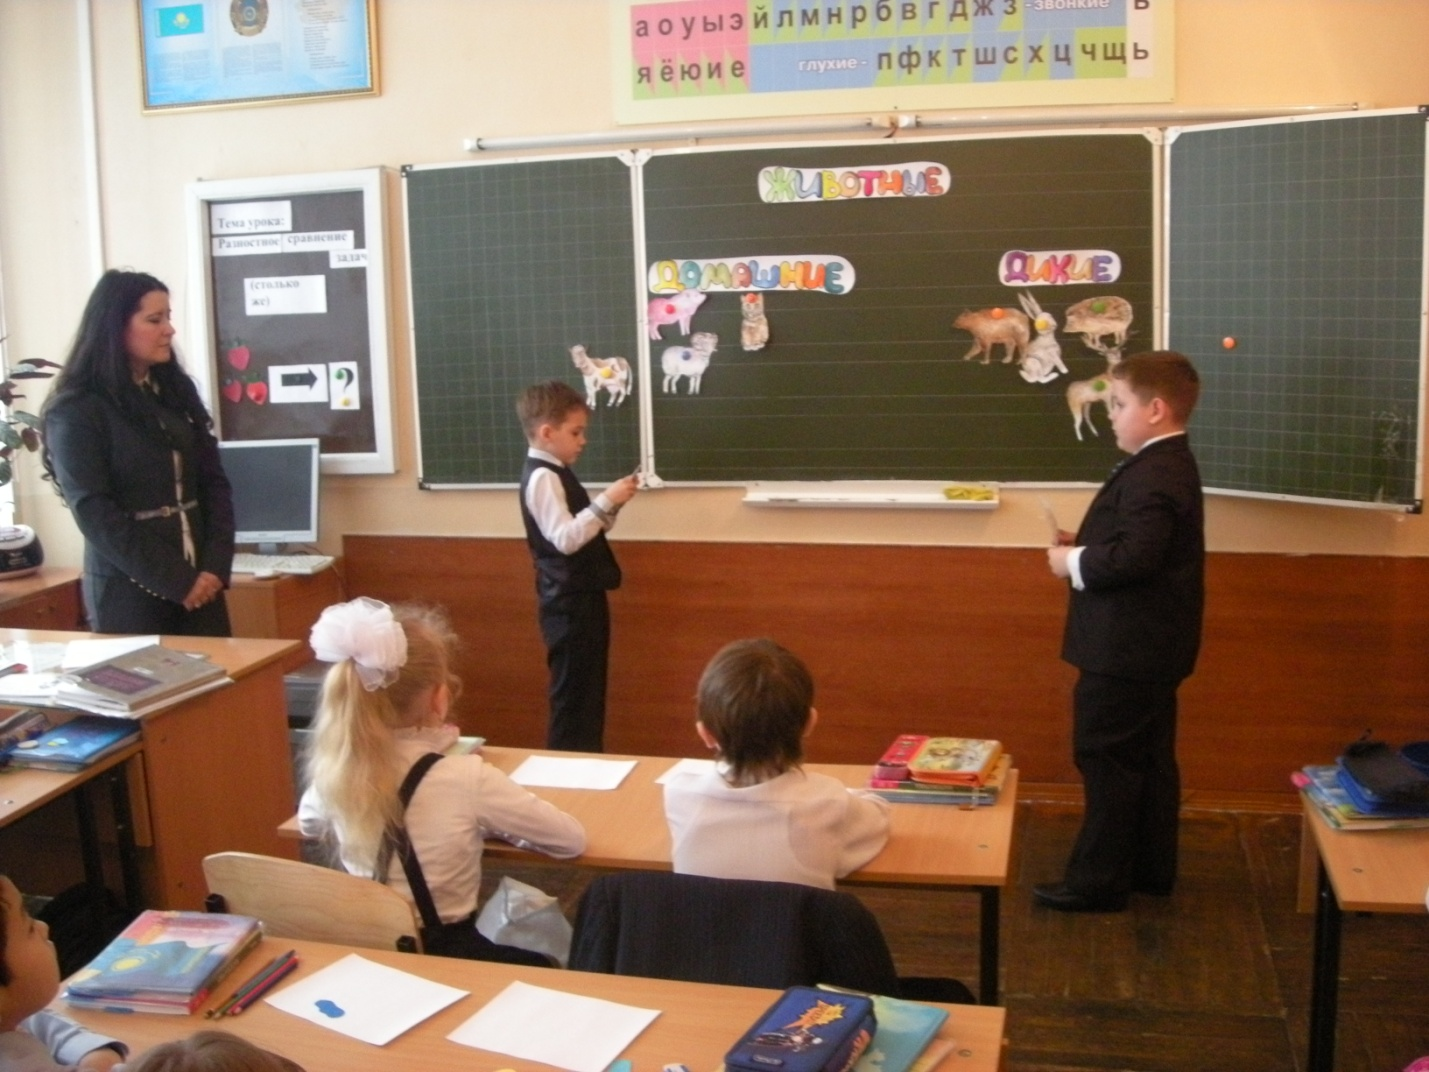 а о у ы э й л м н р б в г д ж з - звонкие ь
я ё ю и е глухие - п ф к т ш с х ц ч щ ь
Тема урока:
Разностное сравнение
задач
(столько
же)
?
ЖИВОТНЫЕ
ДОМАШНИЕ
ДИКИЕ